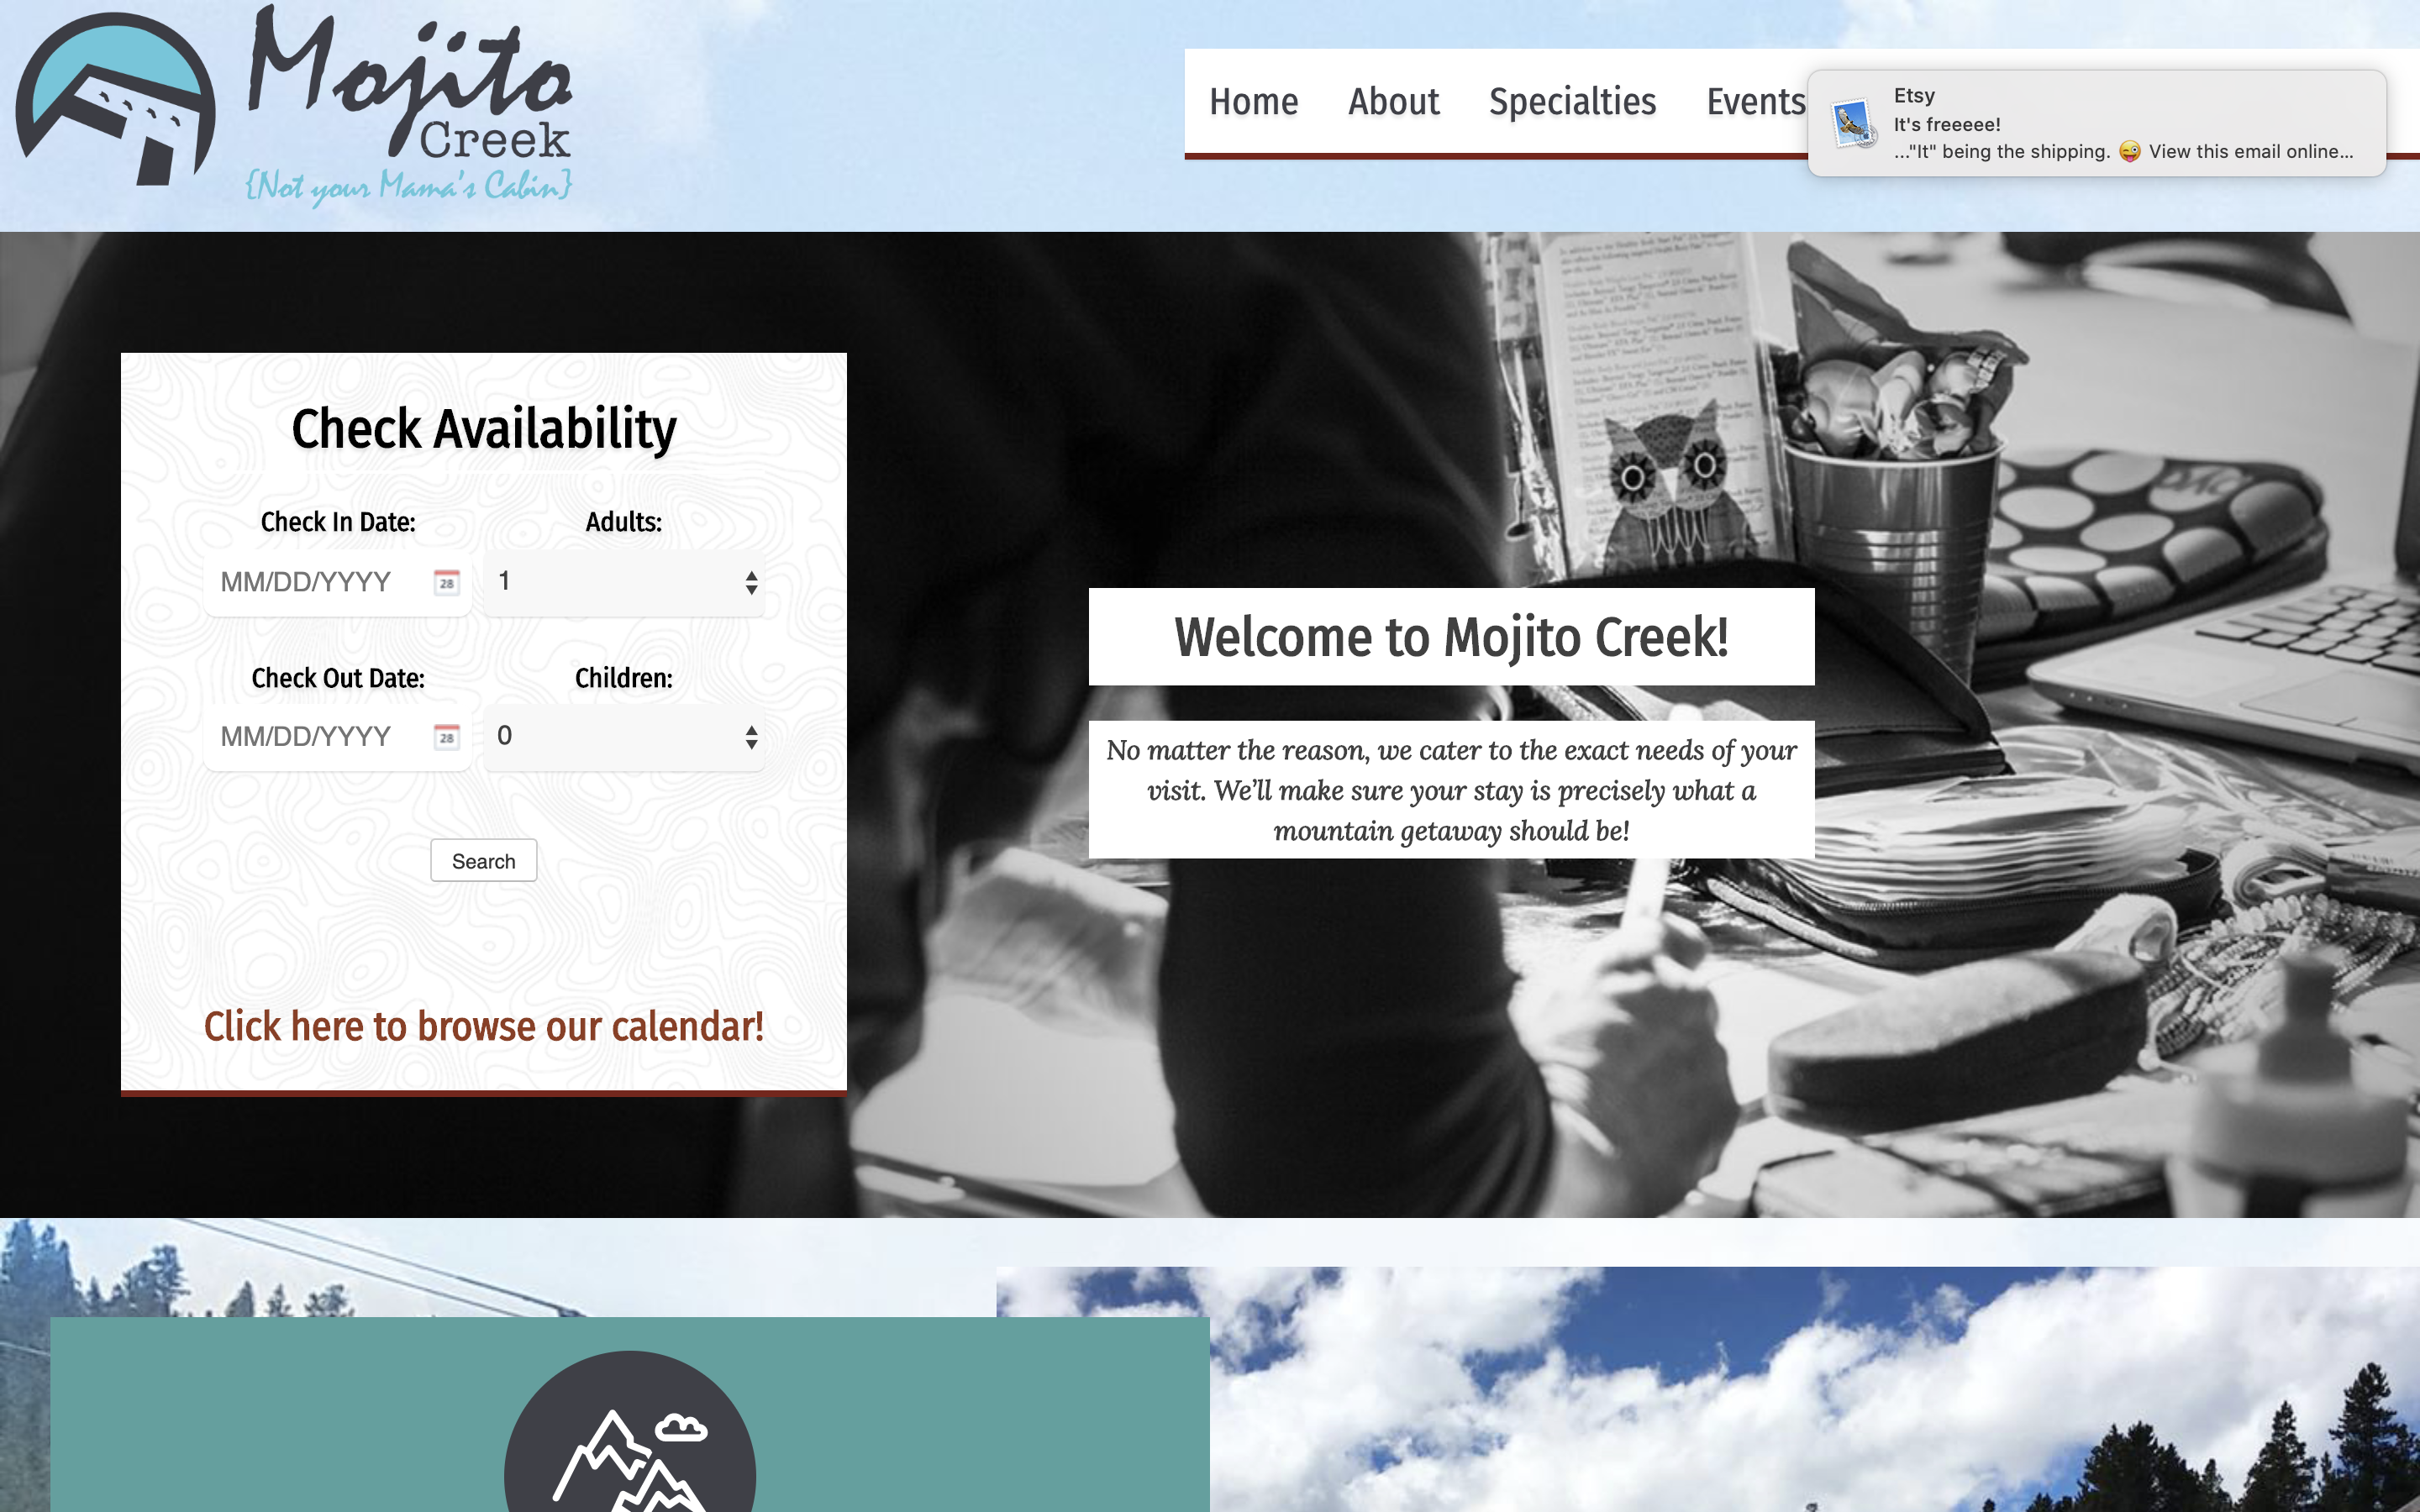 Mojito
Creek
{Not your Mama's Cabin}
Home
About
Specialties
Events
Etsy
It's freeeee!
..."It" being the shipping. 😜 View this email online...
Check Availability
Check In Date:
Adults:
MM/DD/YYYY
28
1
Check Out Date:
Children:
MM/DD/YYYY
28
0
Search
Click here to browse our calendar!
Welcome to Mojito Creek!
No matter the reason, we cater to the exact needs of your
visit. We’ll make sure your stay is precisely what a
mountain getaway should be!